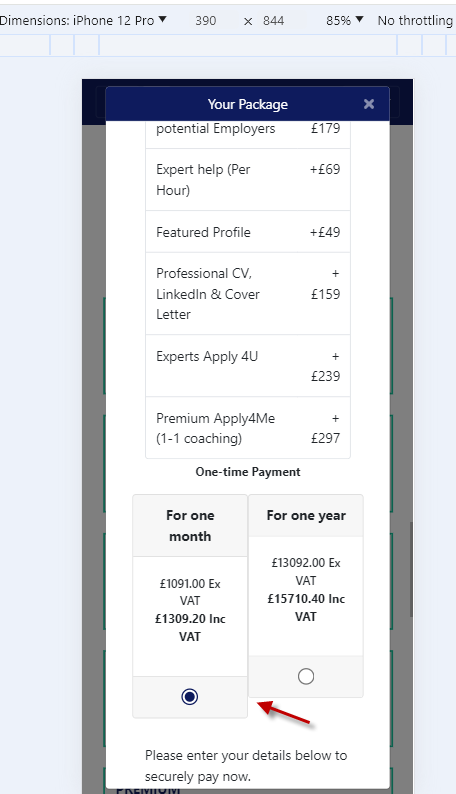 Dimensions: iPhone 12 Pro ▼ 390 × 844 85% ▼ No throttling
Your Package ×
potential Employers £179
Expert help (Per +£69
Hour)
Featured Profile +£49
Professional CV, +
LinkedIn & Cover £159
Letter
Experts Apply 4U +
£239
Premium Apply4Me +
(1-1 coaching) £297
One-time Payment
For one
month
£1091.00 Ex
VAT
£1309.20 Inc
VAT
For one year
£13092.00 Ex
VAT
£15710.40 Inc
VAT
Please enter your details below to
securely pay now.
PREMIUM